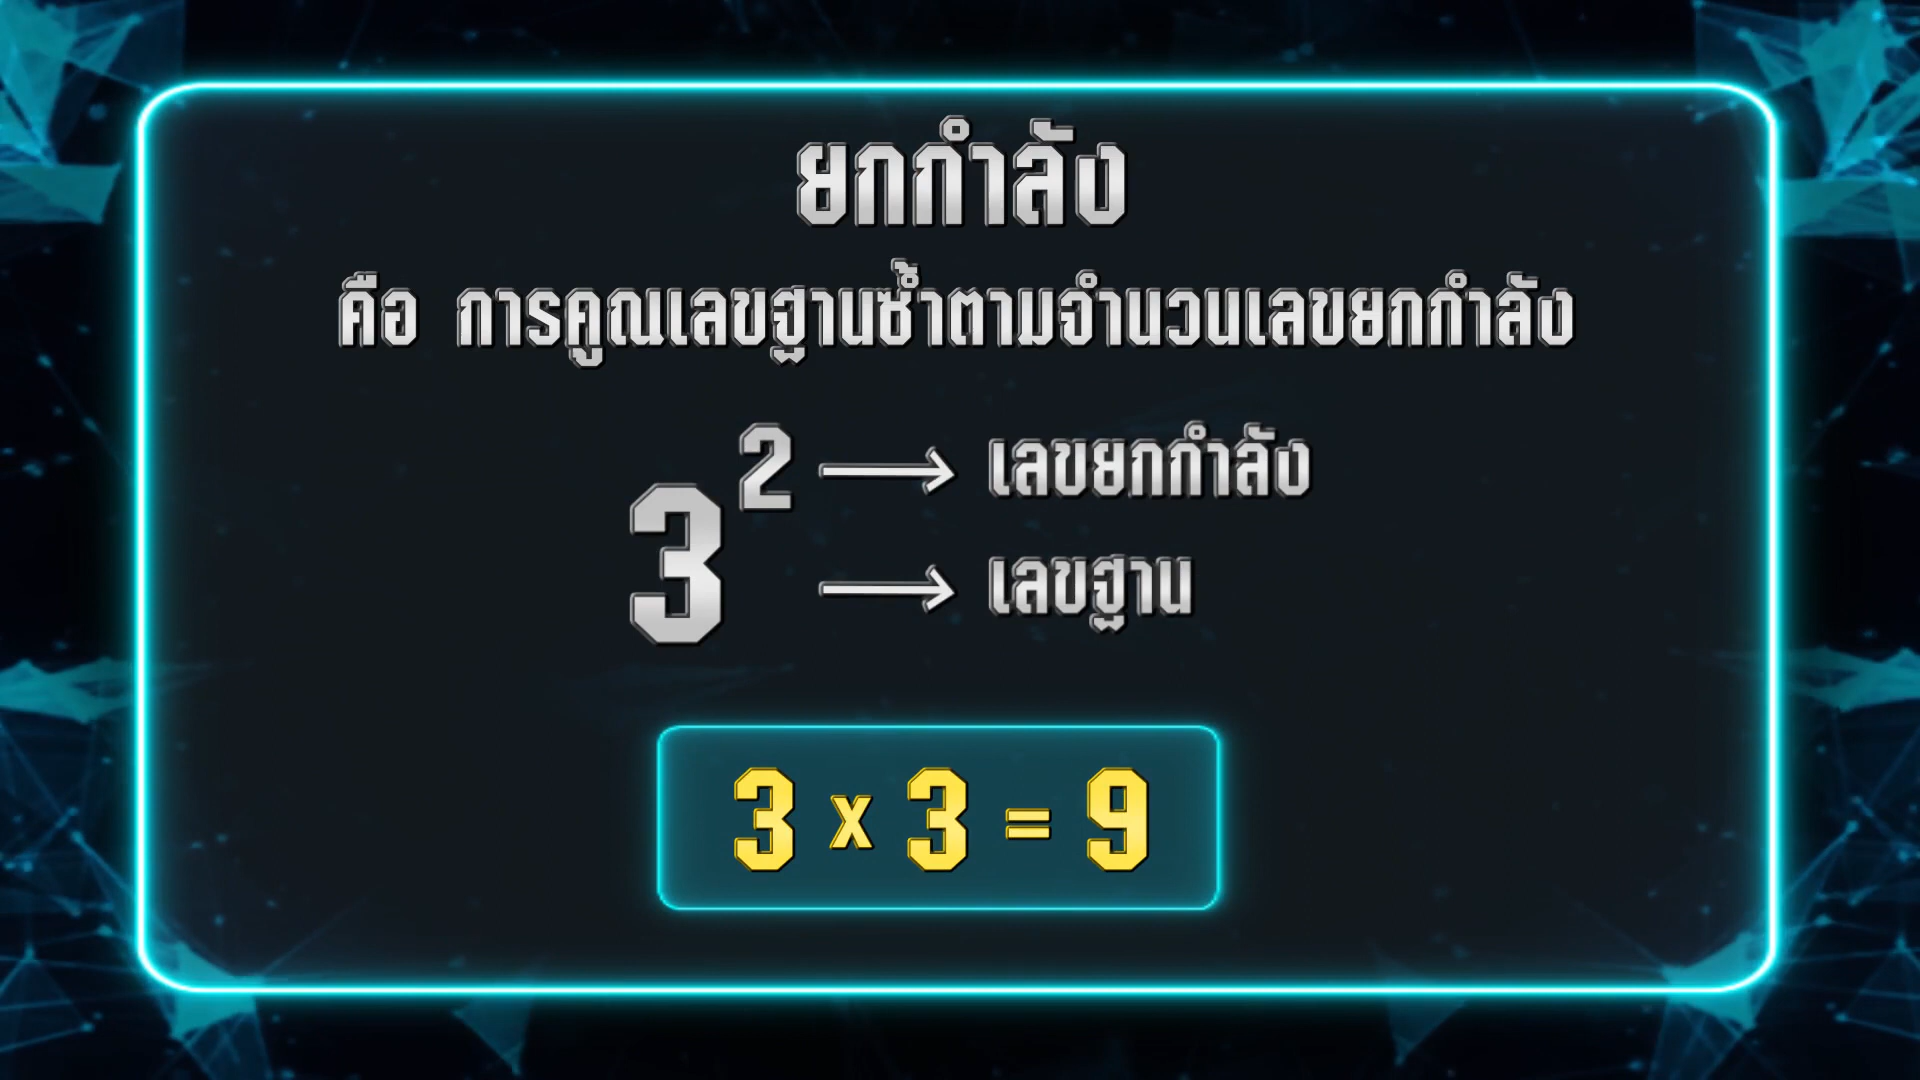 ยกกำลัง
คือ การคูณเลขฐานซ้ำตามจำนวนเลขยกกำลัง
3² → เลขยกกำลัง
→ เลขฐาน
3 x 3 = 9